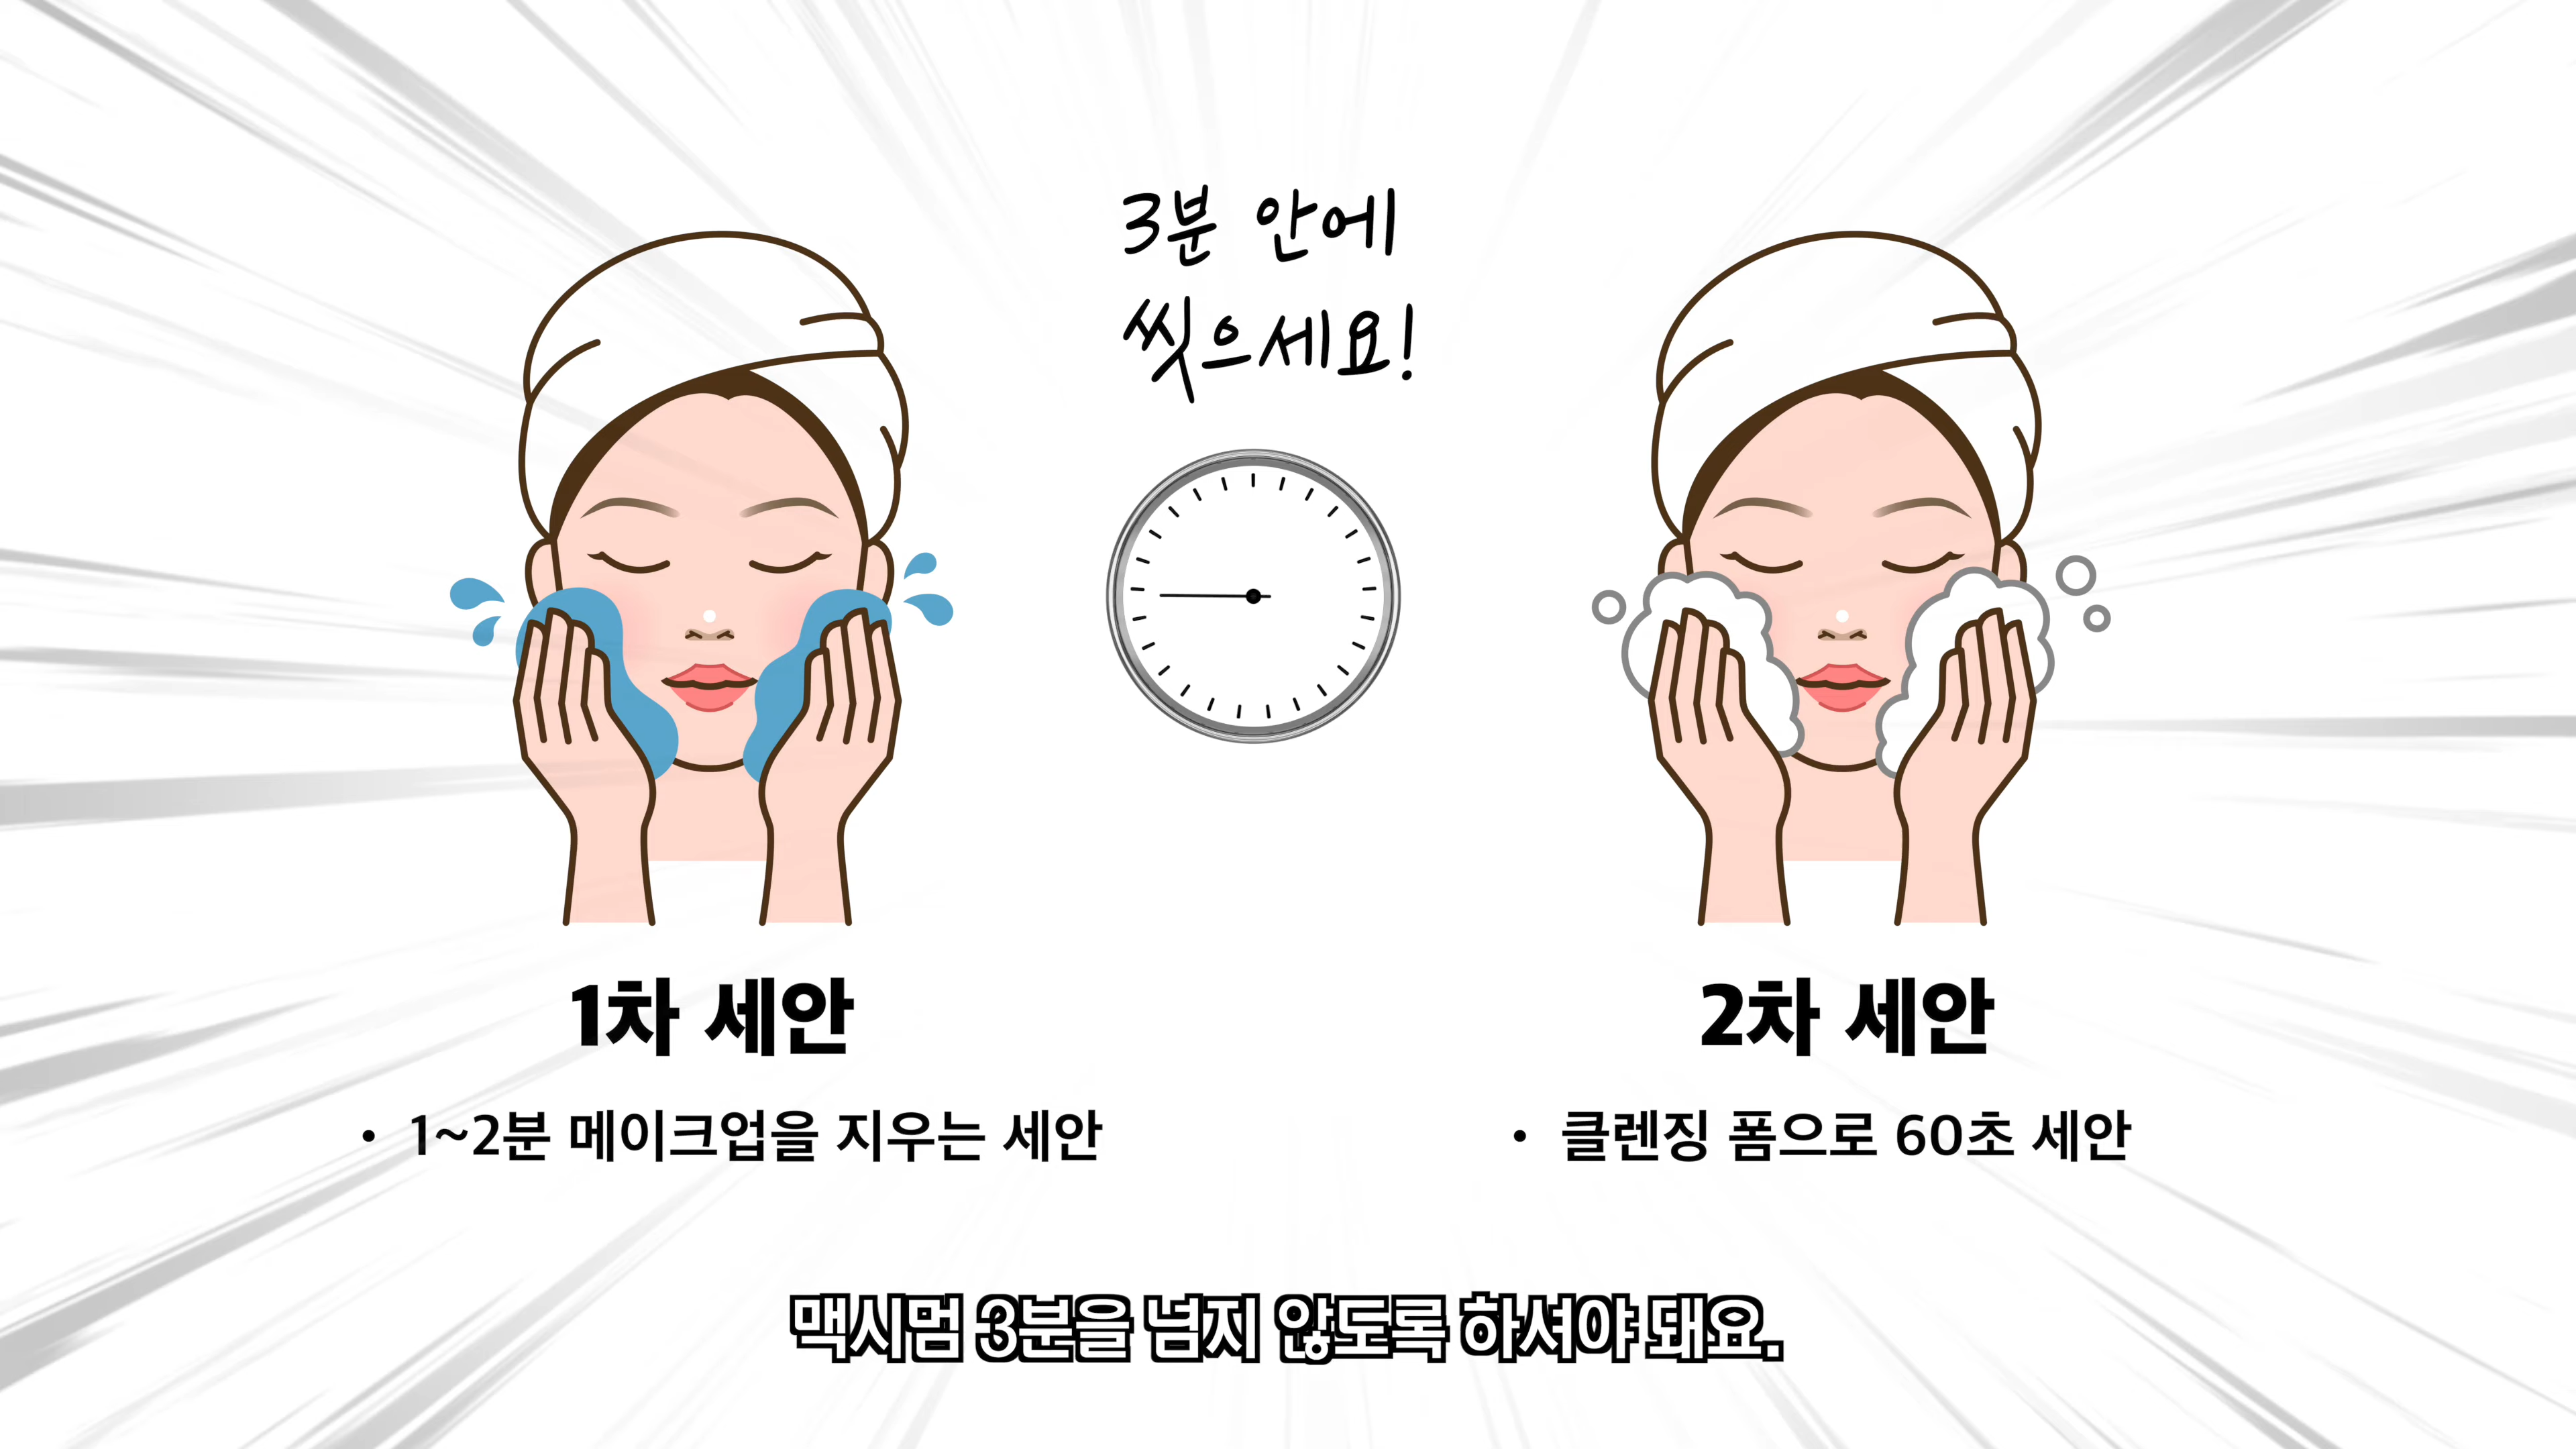 3분 안에
씻으세요!
1차 세안
• 1~2분 메이크업을 지우는 세안
2차 세안
• 클렌징 폼으로 60초 세안
맥시멈 3분을 넘지 않도록 하셔야 돼요.